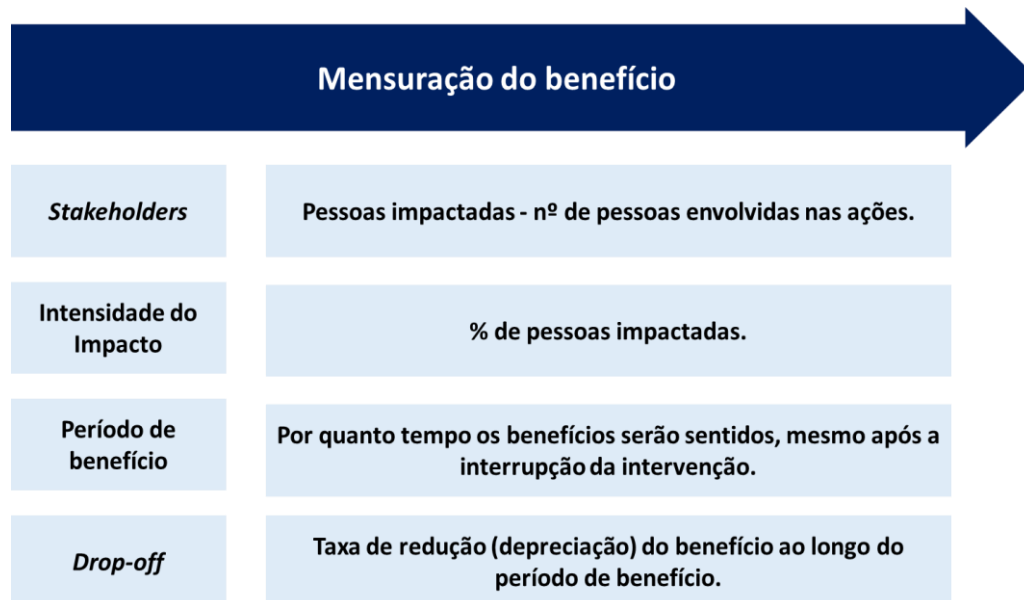 Mensuração do benefício
Stakeholders
Pessoas impactadas - nº de pessoas envolvidas nas ações.
Intensidade do
Impacto
% de pessoas impactadas.
Período de
benefício
Por quanto tempo os benefícios serão sentidos, mesmo após a
interrupção da intervenção.
Drop-off
Taxa de redução (depreciação) do benefício ao longo do
período de benefício.